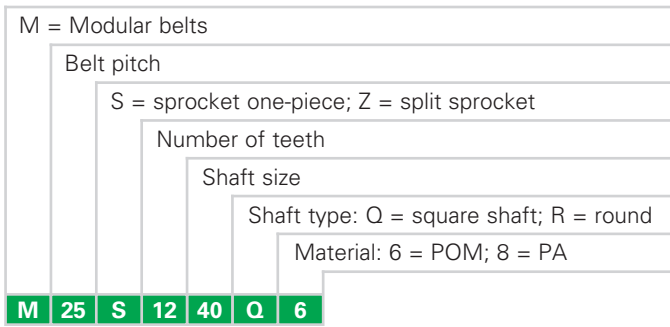 M = Modular belts
Belt pitch
S = sprocket one-piece; Z = split sprocket
Number of teeth
Shaft size
Shaft type: Q = square shaft; R = round
Material: 6 = POM; 8 = PA
M 25 S 12 40 Q 6